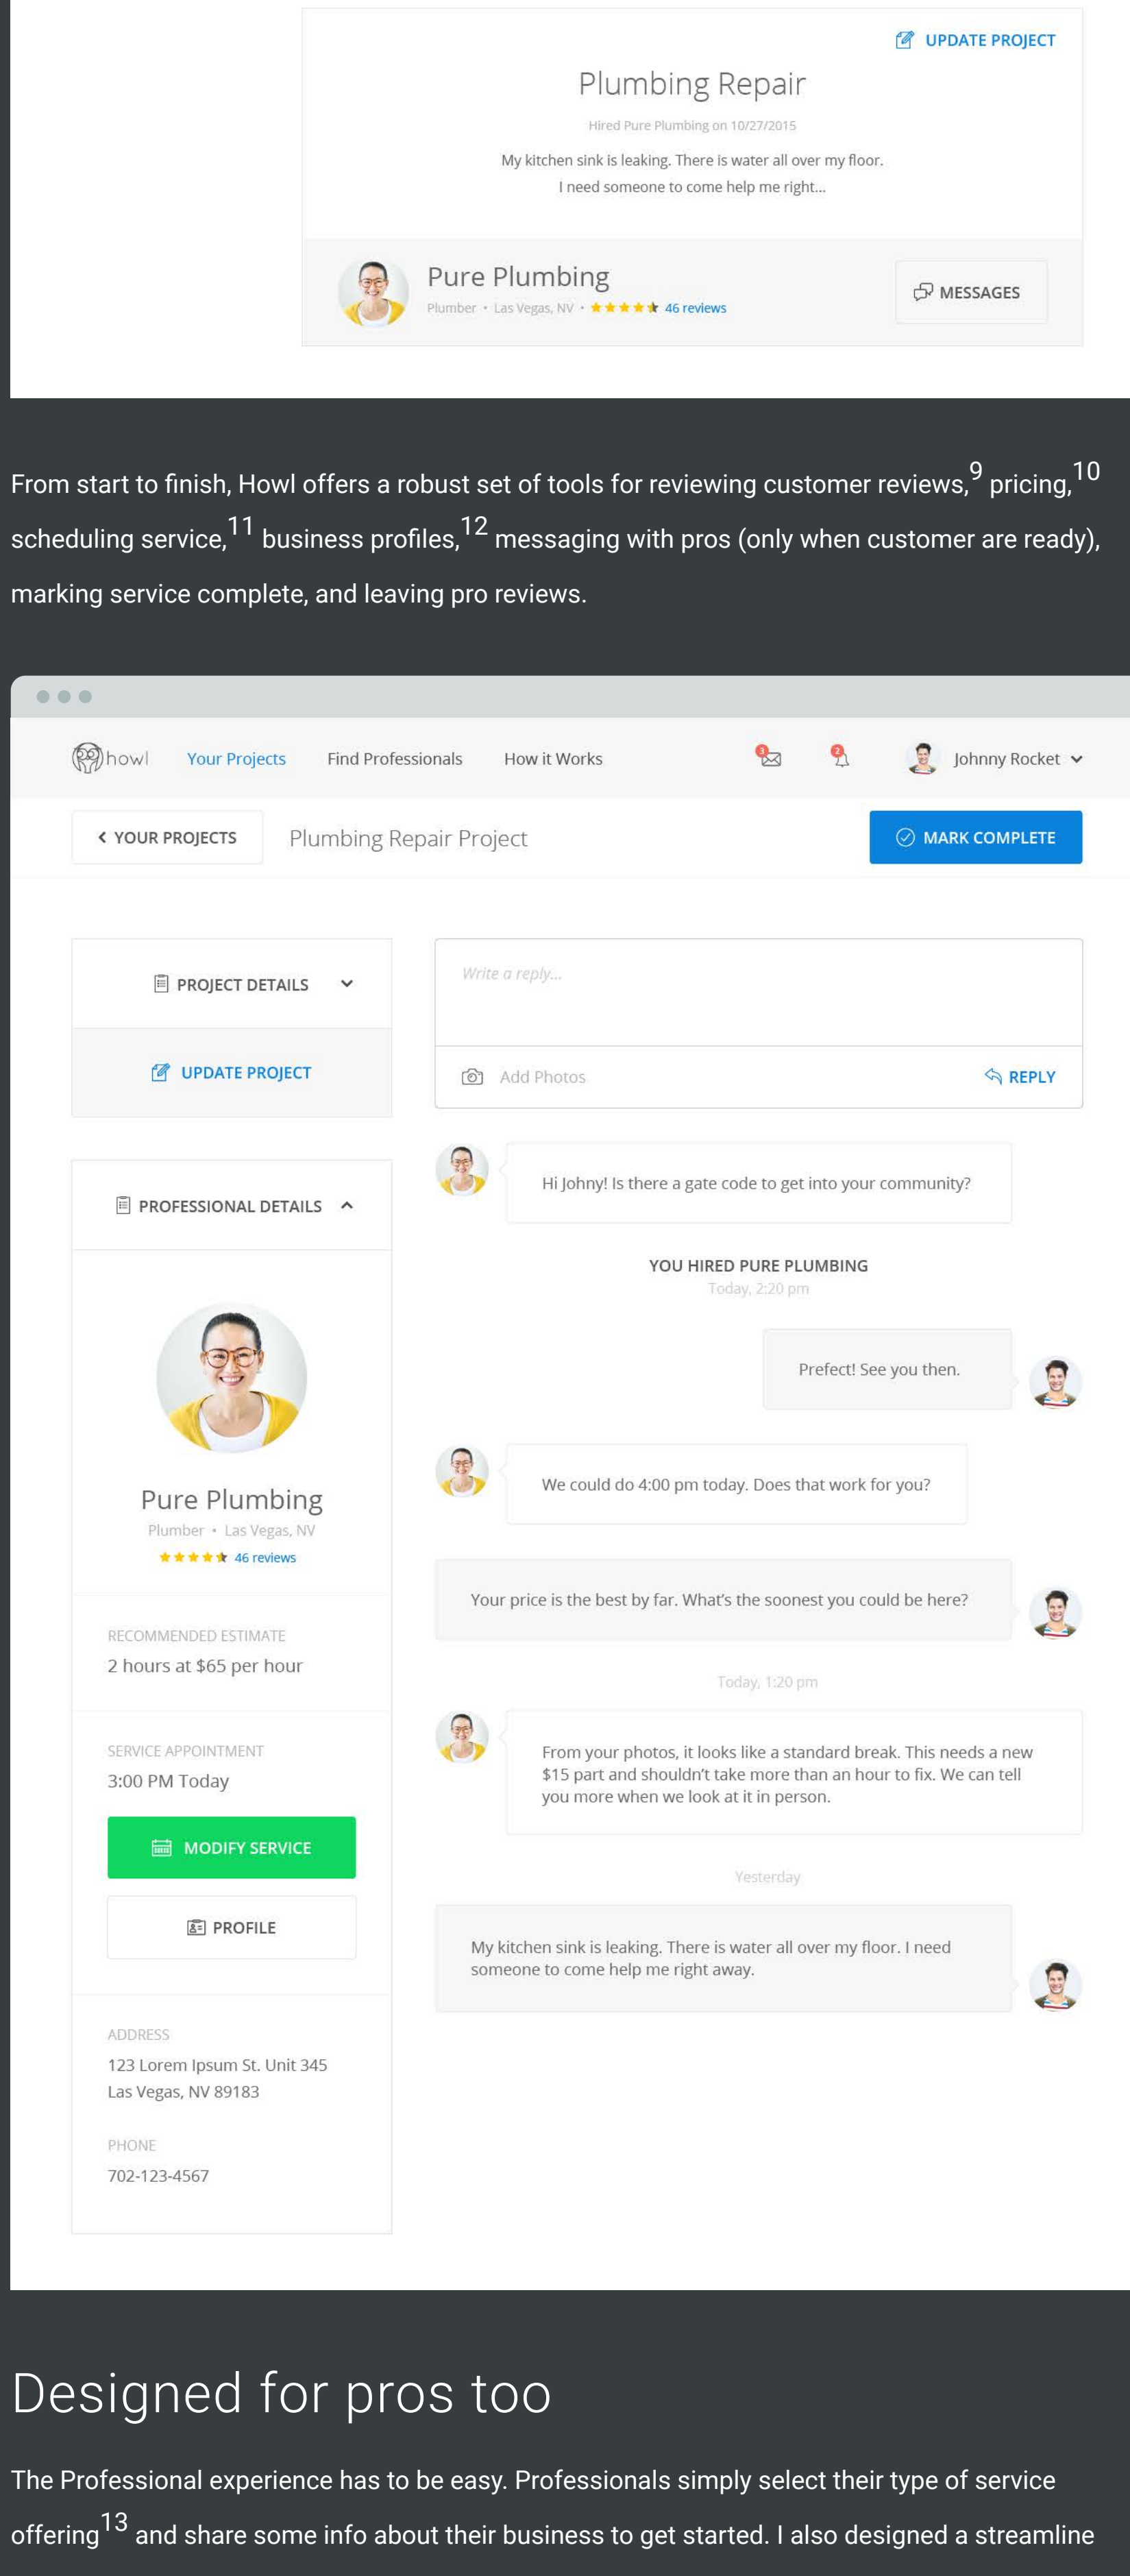 UPDATE PROJECT
Plumbing Repair
Hired Pure Plumbing on 10/27/2015
My kitchen sink is leaking. There is water all over my floor.
I need someone to come help me right...
Pure Plumbing
Plumber • Las Vegas, NV • 46 reviews
MESSAGES
From start to finish, Howl offers a robust set of tools for reviewing customer reviews,9 pricing,10
scheduling service,11 business profiles,12 messaging with pros (only when customer are ready),
marking service complete, and leaving pro reviews.
howl Your Projects Find Professionals How it Works 3 2 Johnny Rocket
YOUR PROJECTS Plumbing Repair Project MARK COMPLETE
PROJECT DETAILS
UPDATE PROJECT
PROFESSIONAL DETAILS
Pure Plumbing
Plumber • Las Vegas, NV
46 reviews
RECOMMENDED ESTIMATE
2 hours at $65 per hour
SERVICE APPOINTMENT
3:00 PM Today
MODIFY SERVICE
PROFILE
ADDRESS
123 Lorem Ipsum St. Unit 345
Las Vegas, NV 89183
PHONE
702-123-4567
Write a reply...
Add Photos REPLY
Hi Johny! Is there a gate code to get into your community?
YOU HIRED PURE PLUMBING
Today, 2:20 pm
Prefect! See you then.
We could do 4:00 pm today. Does that work for you?
Your price is the best by far. What's the soonest you could be here?
Today, 1:20 pm
From your photos, it looks like a standard break. This needs a new
$15 part and shouldn't take more than an hour to fix. We can tell
you more when we look at it in person.
Yesterday
My kitchen sink is leaking. There is water all over my floor. I need
someone to come help me right away.
Designed for pros too
The Professional experience has to be easy. Professionals simply select their type of service
offering13 and share some info about their business to get started. I also designed a streamline